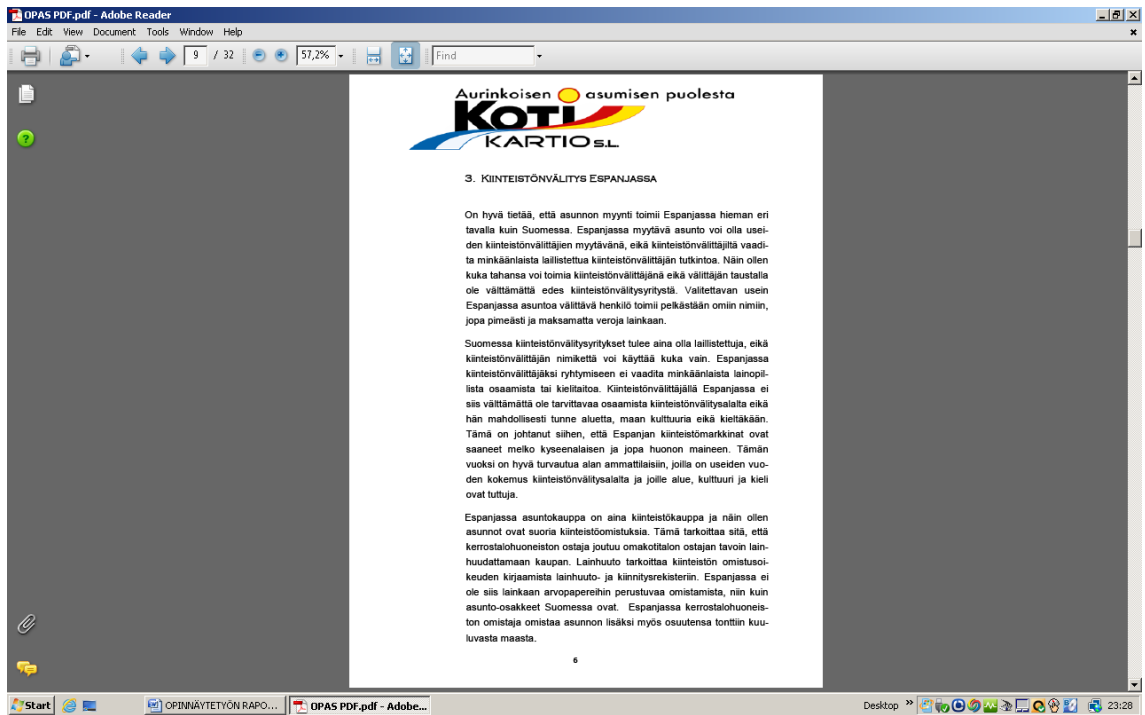 OPAS PDF.pdf - Adobe Reader
File Edit View Document Tools Window Help
9 / 32 57,2% Find
Aurinkoisen asumisen puolesta
KOTI
KARTIO S.L.
3. KIINTEISTÖNVÄLITYS ESPANJASSA
On hyvä tietää, että asunnon myynti toimii Espanjassa hieman eri
tavalla kuin Suomessa. Espanjassa myytävä asunto voi olla usei-
den kiinteistönvälittäjien myytävänä, eikä kiinteistönvälittäjiltä vaadi-
ta minkäänlaista laillistettua kiinteistönvälittäjän tutkintoa. Näin ollen
kuka tahansa voi toimia kiinteistönvälittäjänä eikä välittäjän taustalla
ole välttämättä edes kiinteistönvälitysyritystä. Valitettavan usein
Espanjassa asuntoa välittävä henkilö toimii pelkästään omiin nimiin,
jopa pimeästi ja maksamatta veroja lainkaan.
Suomessa kiinteistönvälitysyritykset tulee aina olla laillistettuja, eikä
kiinteistönvälittäjän nimikettä voi käyttää kuka vain. Espanjassa
kiinteistönvälittäjäksi ryhtymiseen ei vaadita minkäänlaista lainopil-
lista osaamista tai kielitaitoa. Kiinteistönvälittäjällä Espanjassa ei
siis välttämättä ole tarvittavaa osaamista kiinteistönvälitysalalta eikä
hän mahdollisesti tunne aluetta, maan kulttuuria eikä kieltäkään.
Tämä on johtanut siihen, että Espanjan kiinteistömarkkinat ovat
saaneet melko kyseenalaisen ja jopa huonon maineen. Tämän
vuoksi on hyvä turvautua alan ammattilaisiin, joilla on useiden vuo-
den kokemus kiinteistönvälitysalalta ja joille alue, kulttuuri ja kieli
ovat tuttuja.
Espanjassa asuntokauppa on aina kiinteistökauppa ja näin ollen
asunnot ovat suoria kiinteistöomistuksia. Tämä tarkoittaa sitä, että
kerrostalohuoneiston ostaja joutuu omakotitalon ostajan tavoin lain-
huudattamaan kaupan. Lainhuuto tarkoittaa kiinteistön omistusoi-
keuden kirjaamista lainhuuto- ja kiinnitysrekisteriin. Espanjassa ei
ole siis lainkaan arvopapereihin perustuvaa omistamista, niin kuin
asunto-osakkeet Suomessa ovat. Espanjassa kerrostalohuoneis-
ton omistaja omistaa asunnon lisäksi myös osuutensa tonttiin kuu-
luvasta maasta.
6
Start OPINNÄYTETYÖN RAPO... OPAS PDF.pdf - Adobe... Desktop » 23:28